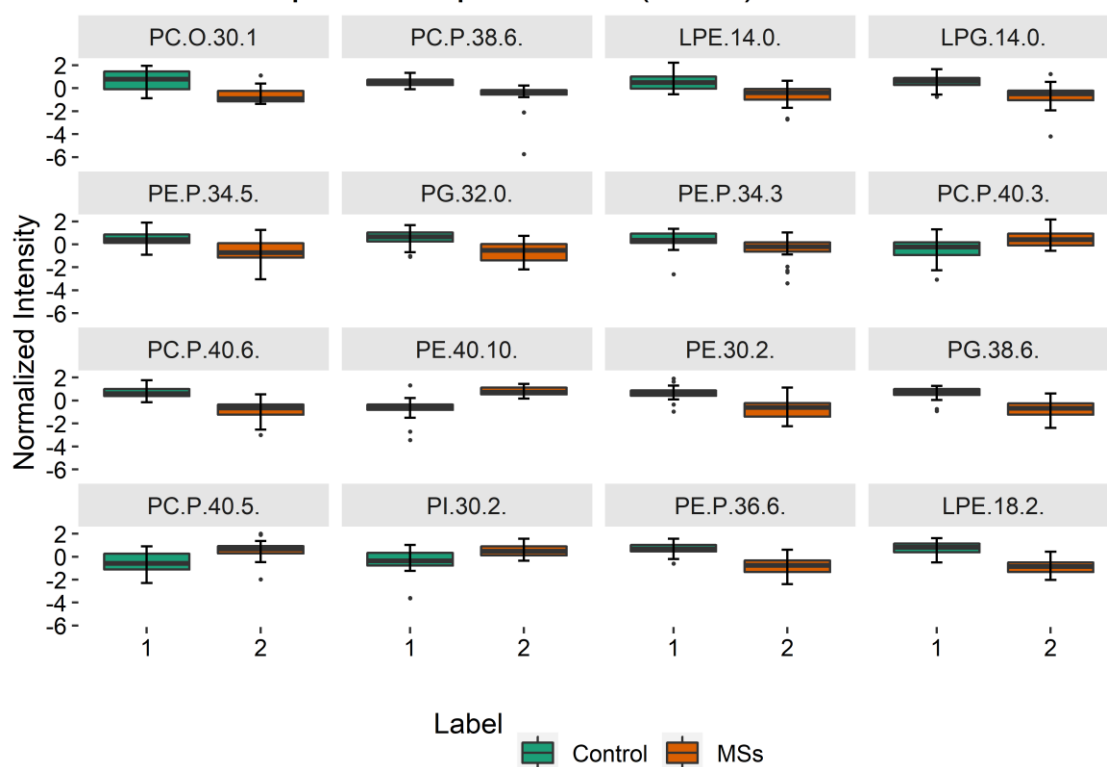 PC.O.30.1 PC.P.38.6. LPE.14.0. LPG.14.0.
2
0
-2
-4
-6
PE.P.34.5. PG.32.0. PE.P.34.3 PC.P.40.3.
2
0
-2
-4
-6
Normalized Intensity
PC.P.40.6. PE.40.10. PE.30.2. PG.38.6.
2
0
-2
-4
-6
PC.P.40.5. PI.30.2. PE.P.36.6. LPE.18.2.
2
0
-2
-4
-6
1 2 1 2 1 2 1 2
Label
Control MSs